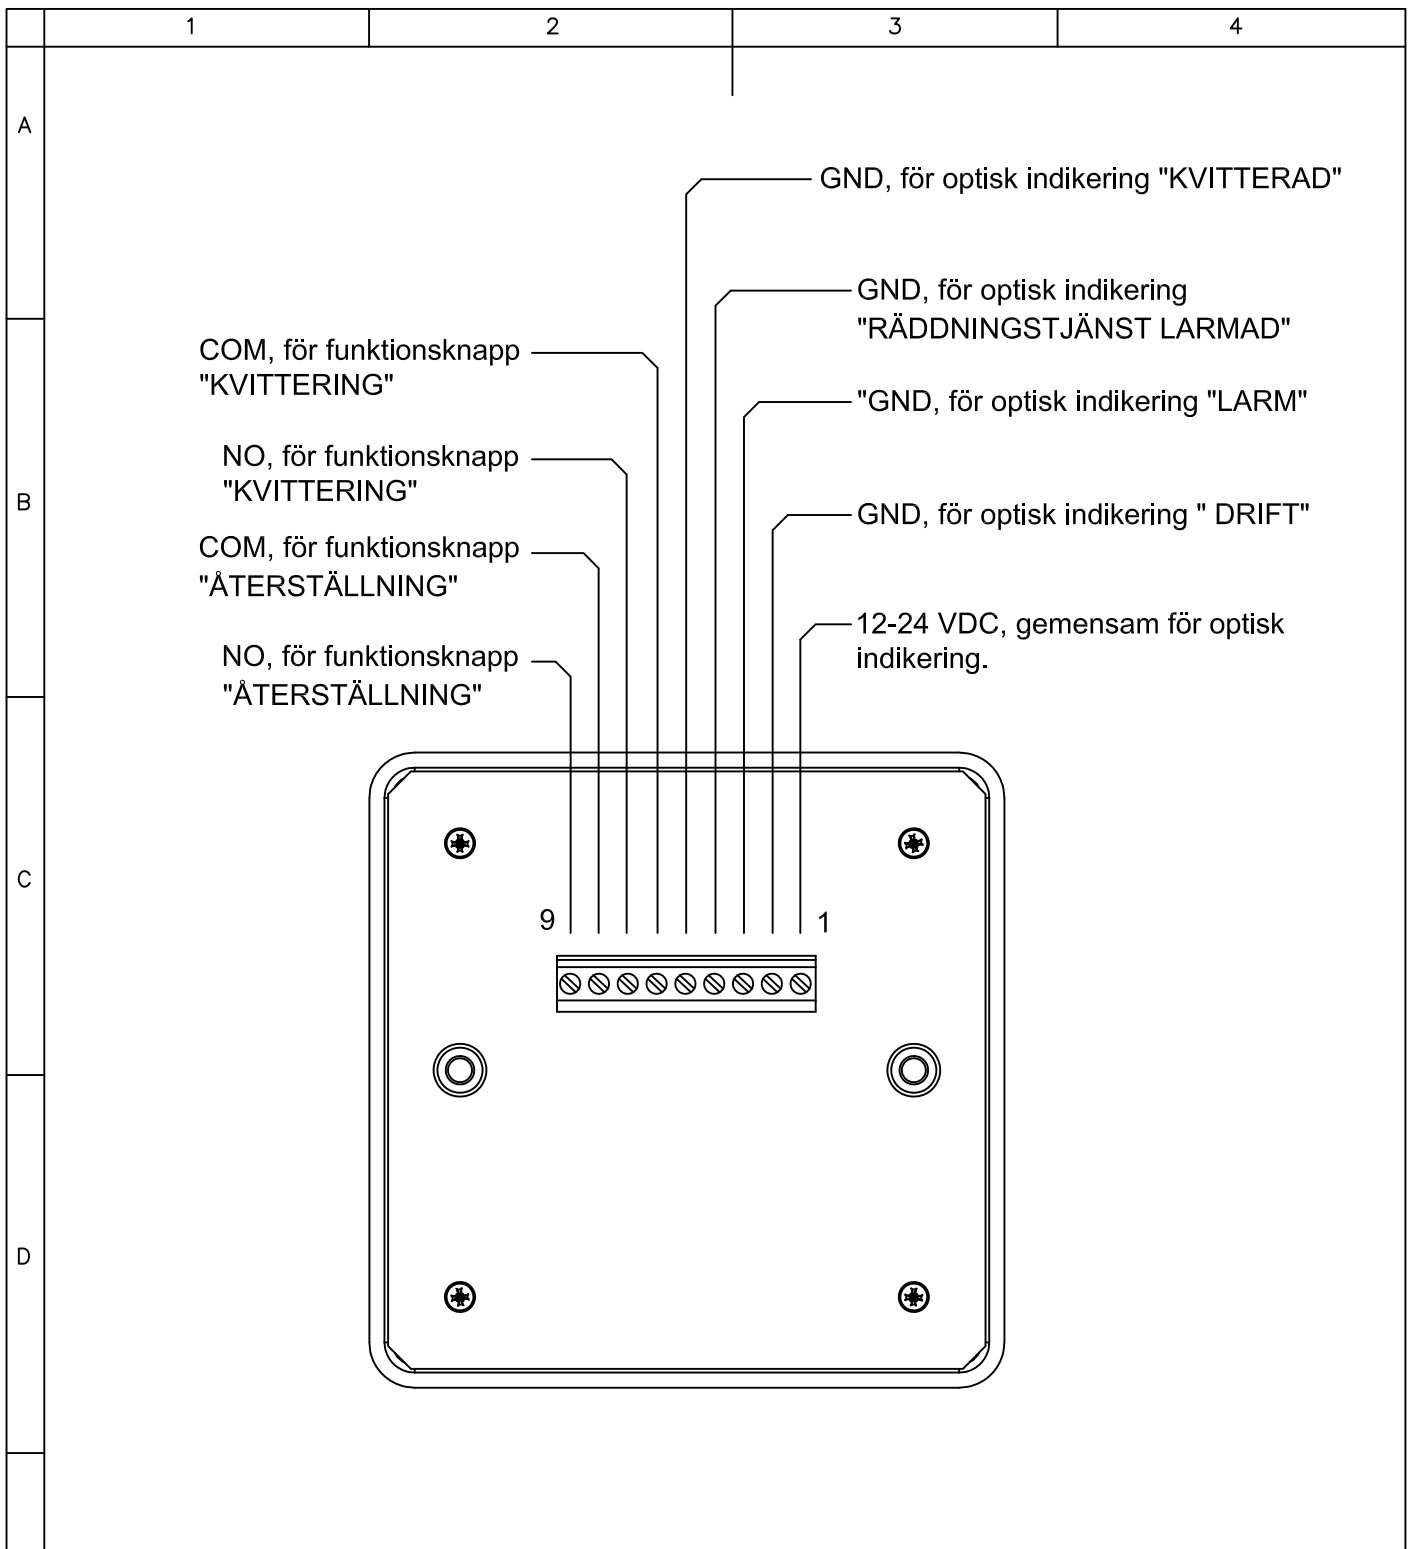 1 2 3 4
A
GND, för optisk indikering "KVITTERAD"
GND, för optisk indikering
"RÄDDNINGSTJÄNST LARMAD"
COM, för funktionsknapp
"KVITTERING"
"GND, för optisk indikering "LARM"
NO, för funktionsknapp
"KVITTERING"
B
GND, för optisk indikering " DRIFT"
COM, för funktionsknapp
"ÅTERSTÄLLNING"
12-24 VDC, gemensam för optisk
indikering.
NO, för funktionsknapp
"ÅTERSTÄLLNING"
C
9 1
D